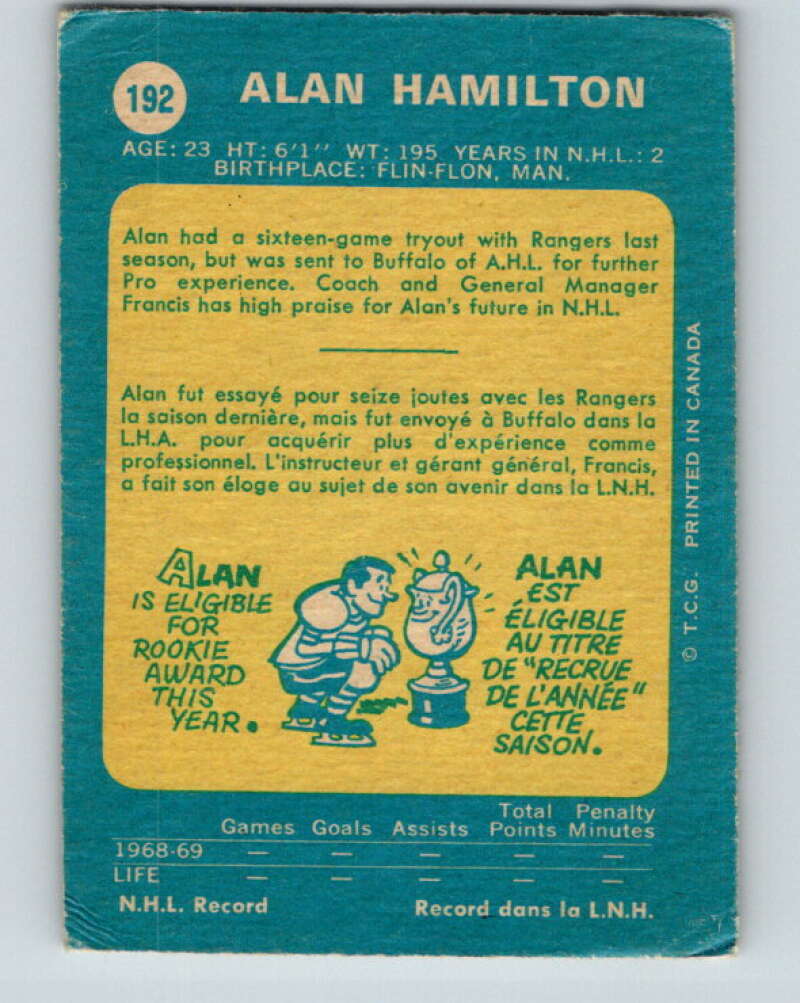 192
ALAN HAMILTON
AGE: 23 HT: 6'1'' WT: 195 YEARS IN N.H.L.: 2
BIRTHPLACE: FLIN-FLON, MAN.
Alan had a sixteen-game tryout with Rangers last
season, but was sent to Buffalo of A.H.L. for further
Pro experience. Coach and General Manager
Francis has high praise for Alan's future in N.H.L.
Alan fut essayé pour seize joutes avec les Rangers
la saison dernière, mais fut envoyé à Buffalo dans la
L.H.A. pour acquérir plus d'expérience comme
professionnel. L'instructeur et gérant général, Francis,
a fait son éloge au sujet de son avenir dans la L.N.H.
ALAN
IS ELIGIBLE
FOR
ROOKIE
AWARD
THIS
YEAR.
ALAN
EST
ÉLIGIBLE
AU TITRE
DE "RECRUE
DE L'ANNÉE"
CETTE
SAISON.
© T.C.G. PRINTED IN CANADA
Total Penalty
Games Goals Assists Points Minutes
1968-69 — — — — —
LIFE — — — — —
N.H.L. Record Record dans la L.N.H.